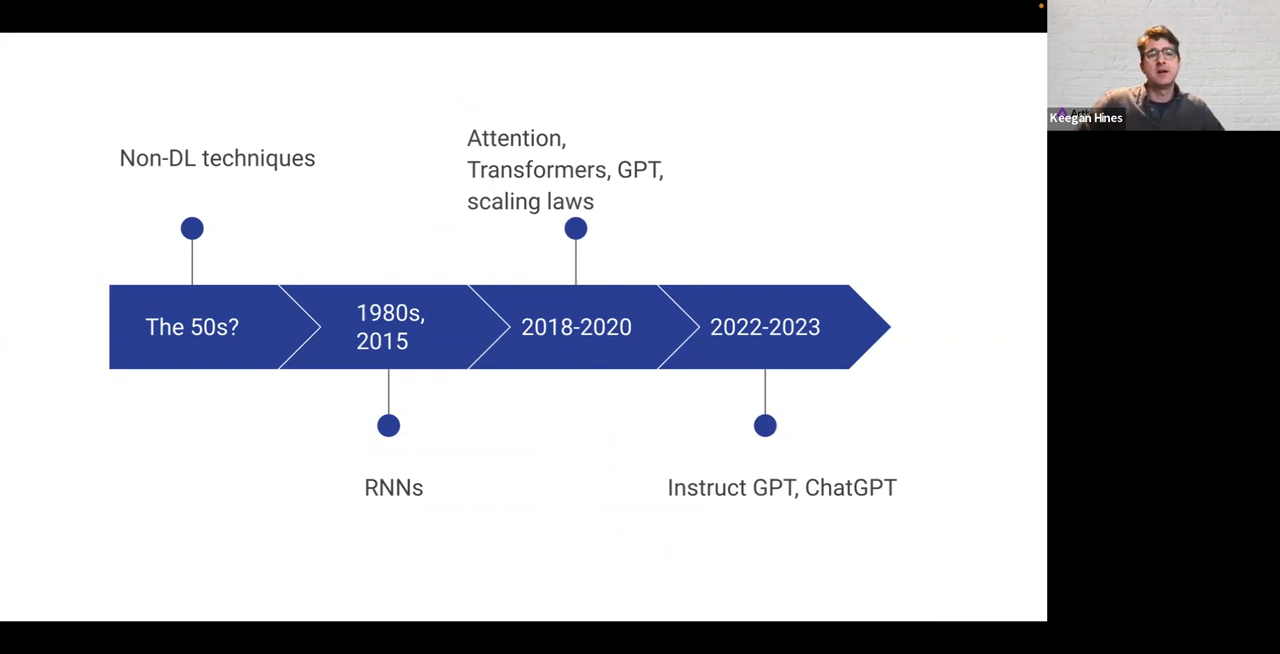 Non-DL techniques
Attention,
Transformers, GPT,
scaling laws
The 50s?
1980s,
2015
2018-2020
2022-2023
RNNs
Instruct GPT, ChatGPT
Keegan Hines